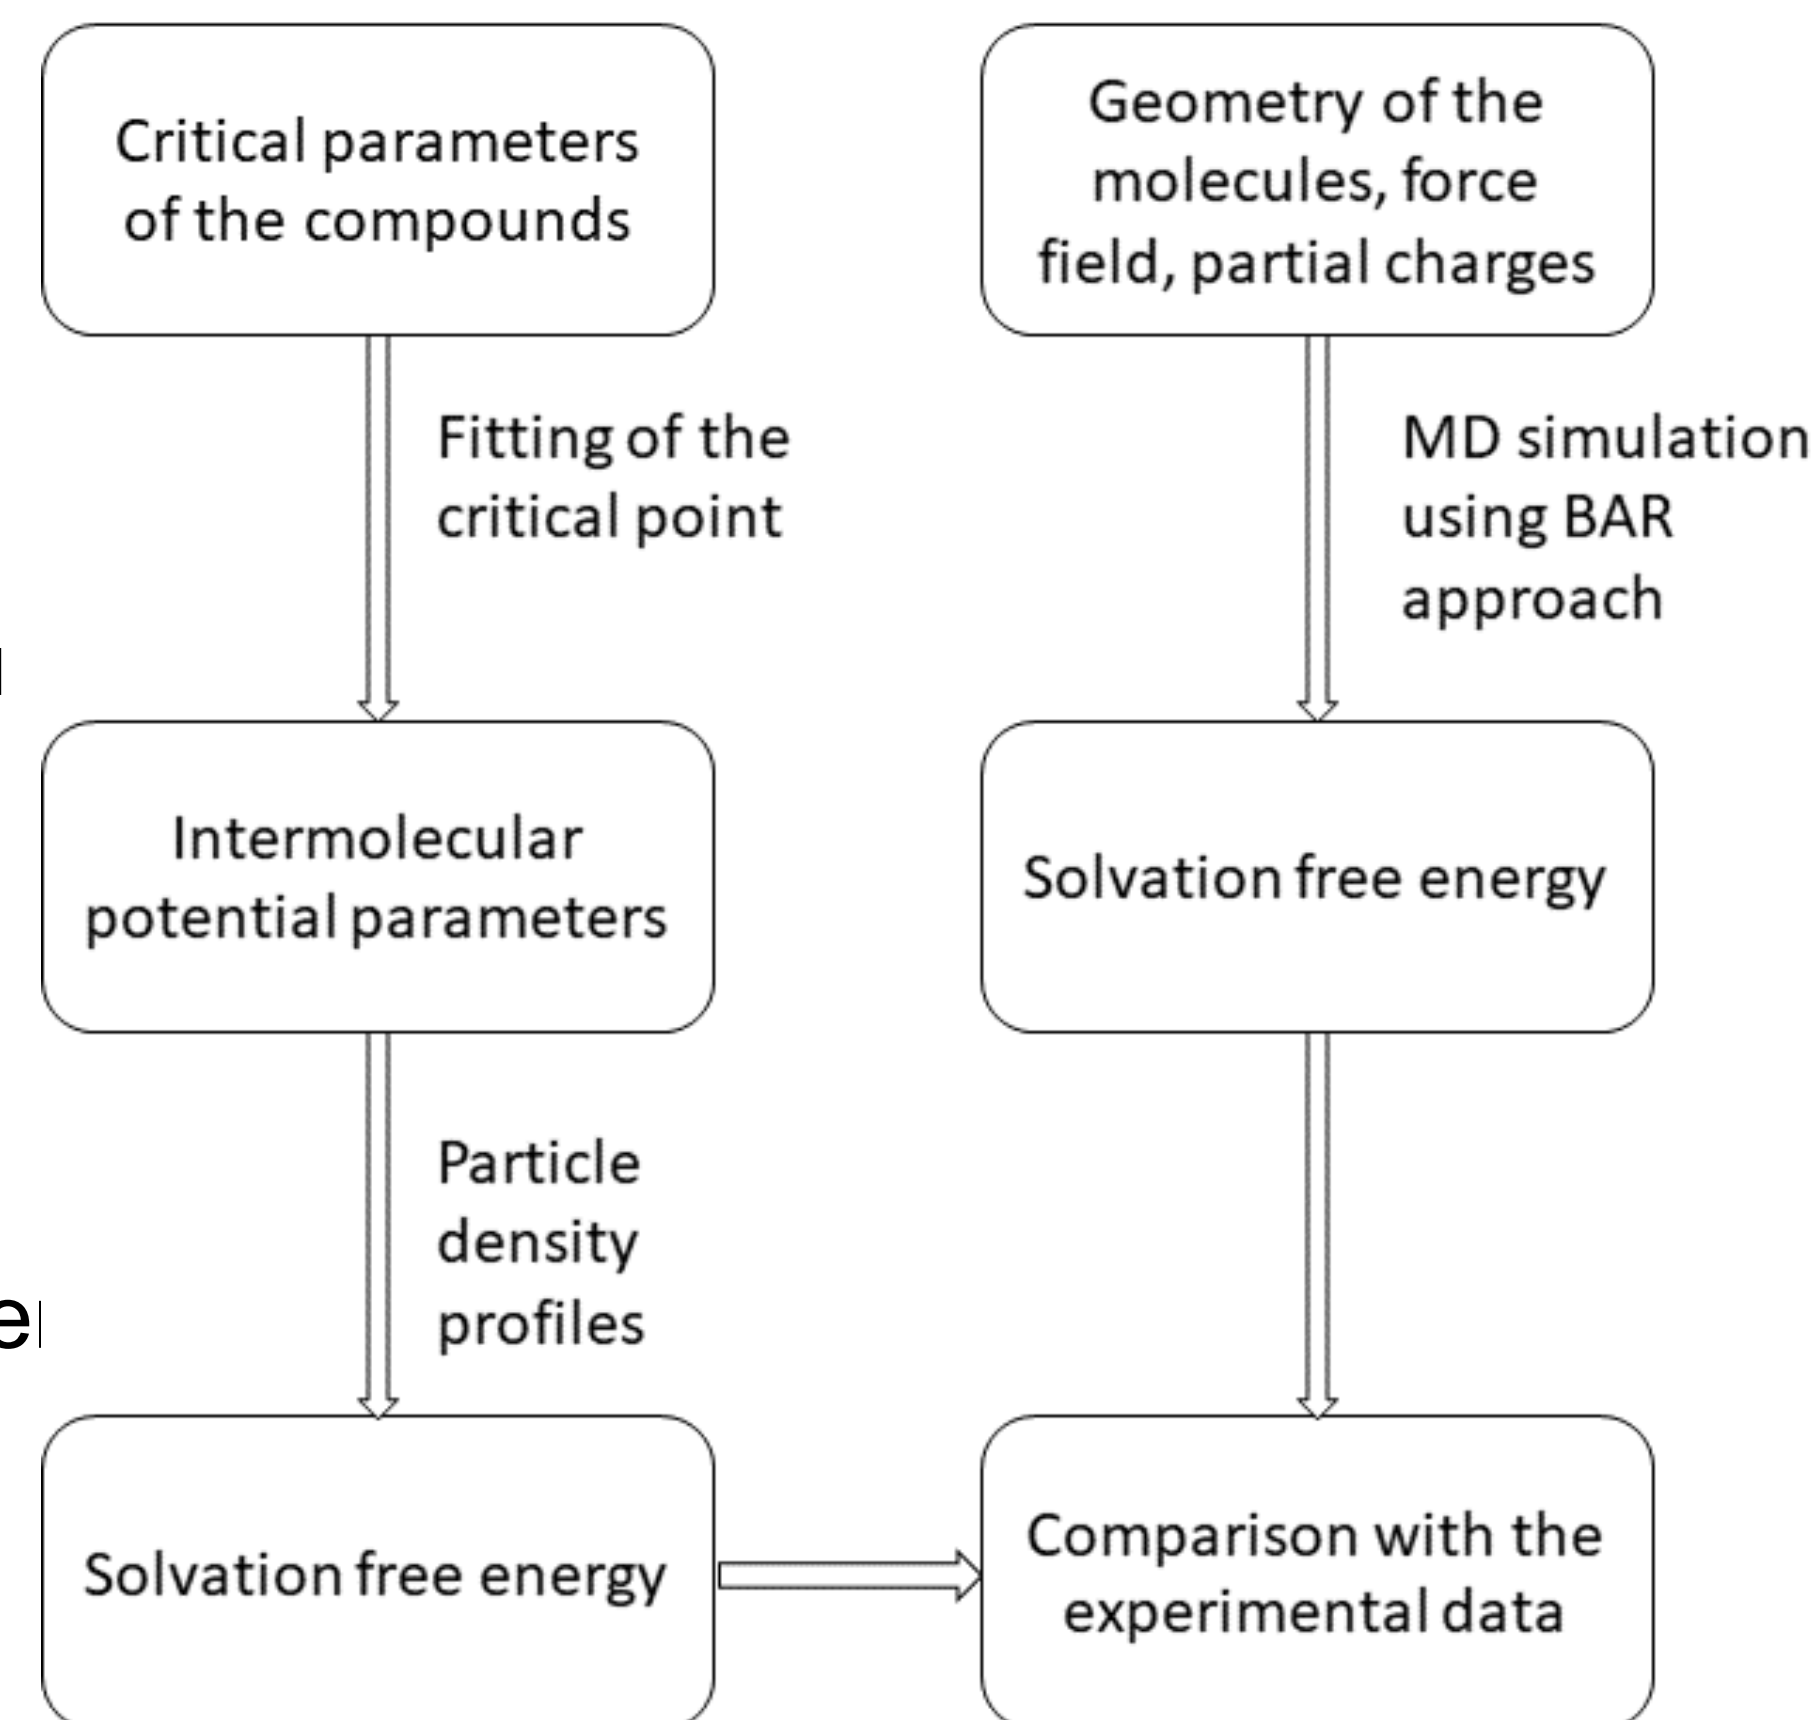 Critical parameters
of the compounds
Geometry of the
molecules, force
field, partial charges
Fitting of the
critical point
MD simulation
using BAR
approach
Intermolecular
potential parameters
Solvation free energy
Particle
density
profiles
Solvation free energy
Comparison with the
experimental data